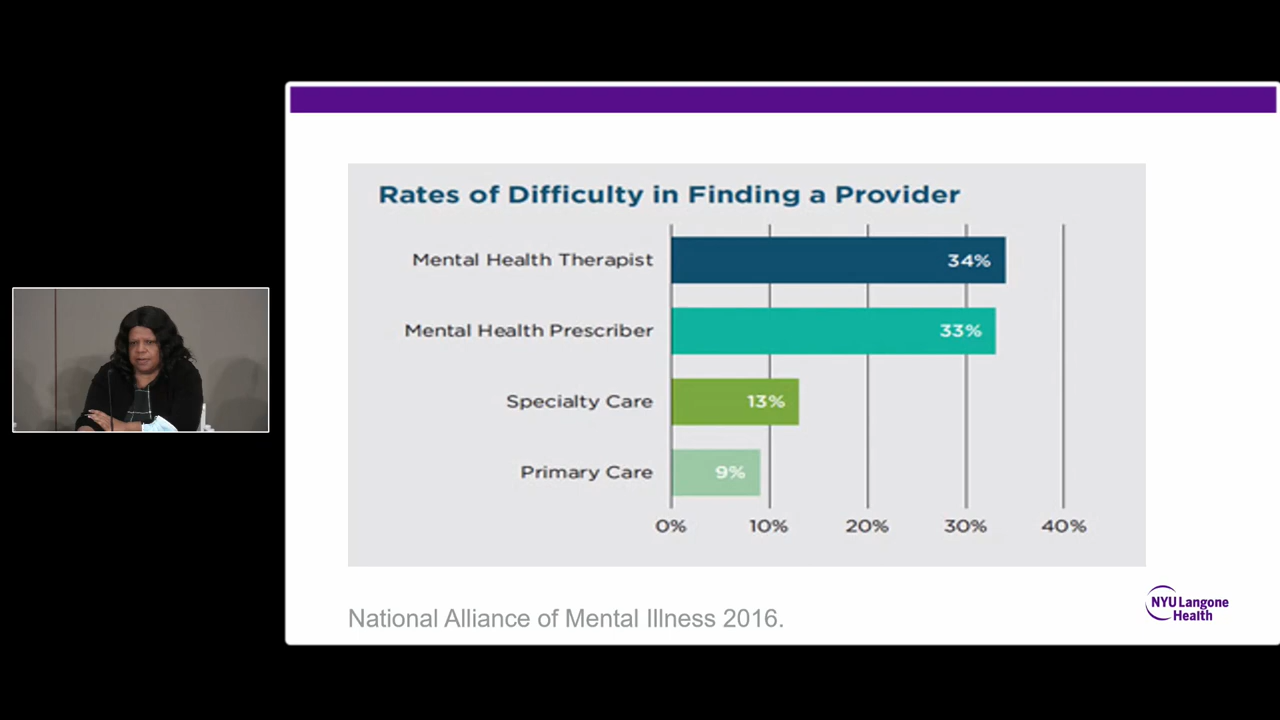 Rates of Difficulty in Finding a Provider
Mental Health Therapist 34%
Mental Health Prescriber 33%
Specialty Care 13%
Primary Care 9%
0% 10% 20% 30% 40%
National Alliance of Mental Illness 2016.
NYU Langone
Health